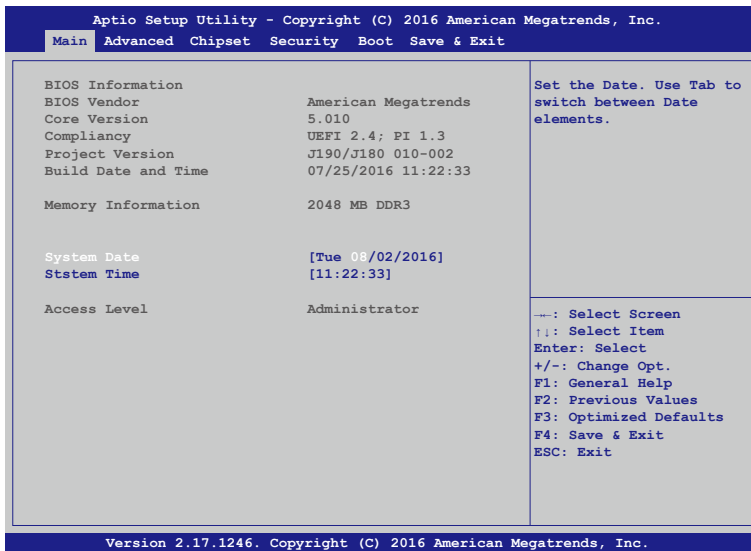 Aptio Setup Utility - Copyright (C) 2016 American Megatrends, Inc.
Main Advanced Chipset Security Boot Save & Exit
BIOS Information
BIOS Vendor American Megatrends
Core Version 5.010
Compliancy UEFI 2.4; PI 1.3
Project Version J190/J180 010-002
Build Date and Time 07/25/2016 11:22:33
Memory Information 2048 MB DDR3
System Date [Tue 08/02/2016]
Ststem Time [11:22:33]
Access Level Administrator
Set the Date. Use Tab to
switch between Date
elements.
→←: Select Screen
↑↓: Select Item
Enter: Select
+/-: Change Opt.
F1: General Help
F2: Previous Values
F3: Optimized Defaults
F4: Save & Exit
ESC: Exit
Version 2.17.1246. Copyright (C) 2016 American Megatrends, Inc.